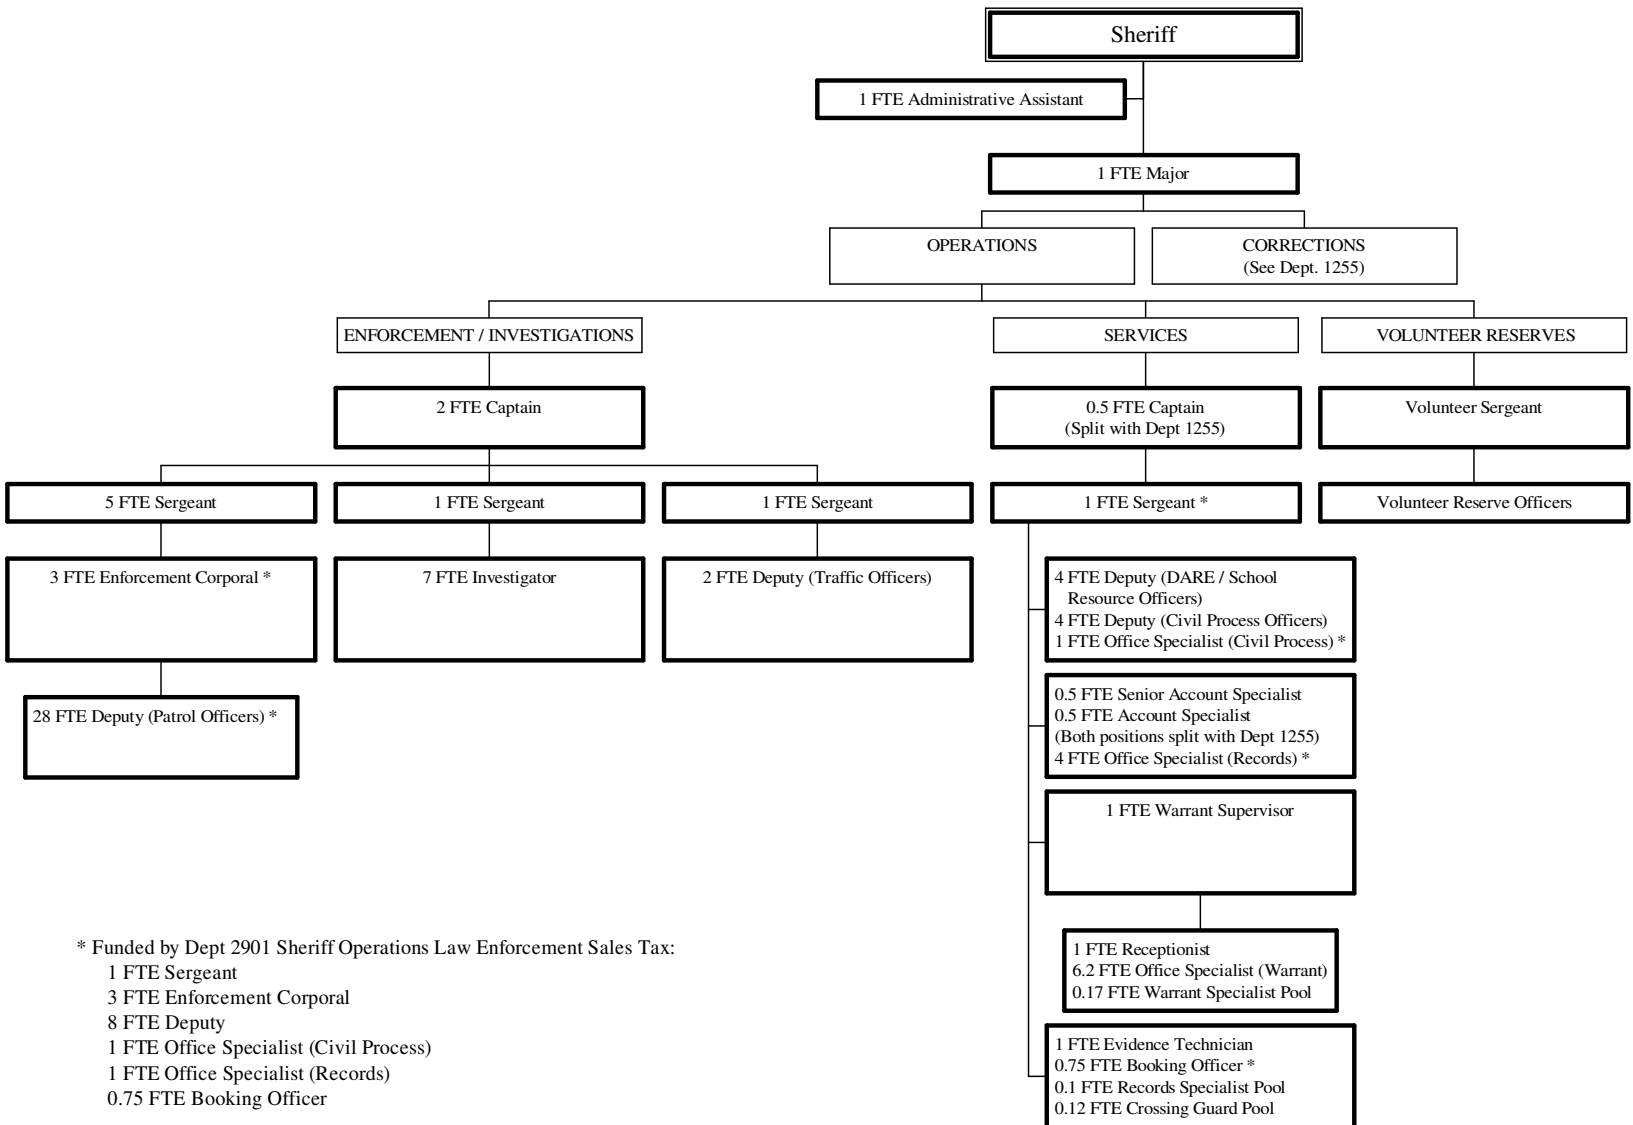 Sheriff
1 FTE Administrative Assistant
1 FTE Major
OPERATIONS
CORRECTIONS
(See Dept. 1255)
ENFORCEMENT / INVESTIGATIONS
SERVICES
VOLUNTEER RESERVES
2 FTE Captain
0.5 FTE Captain
(Split with Dept 1255)
Volunteer Sergeant
5 FTE Sergeant
1 FTE Sergeant
1 FTE Sergeant
1 FTE Sergeant *
Volunteer Reserve Officers
3 FTE Enforcement Corporal *
7 FTE Investigator
2 FTE Deputy (Traffic Officers)
4 FTE Deputy (DARE / School
Resource Officers)
4 FTE Deputy (Civil Process Officers)
1 FTE Office Specialist (Civil Process) *
28 FTE Deputy (Patrol Officers) *
0.5 FTE Senior Account Specialist
0.5 FTE Account Specialist
(Both positions split with Dept 1255)
4 FTE Office Specialist (Records) *
1 FTE Warrant Supervisor
1 FTE Receptionist
6.2 FTE Office Specialist (Warrant)
0.17 FTE Warrant Specialist Pool
1 FTE Evidence Technician
0.75 FTE Booking Officer *
0.1 FTE Records Specialist Pool
0.12 FTE Crossing Guard Pool
* Funded by Dept 2901 Sheriff Operations Law Enforcement Sales Tax:
1 FTE Sergeant
3 FTE Enforcement Corporal
8 FTE Deputy
1 FTE Office Specialist (Civil Process)
1 FTE Office Specialist (Records)
0.75 FTE Booking Officer